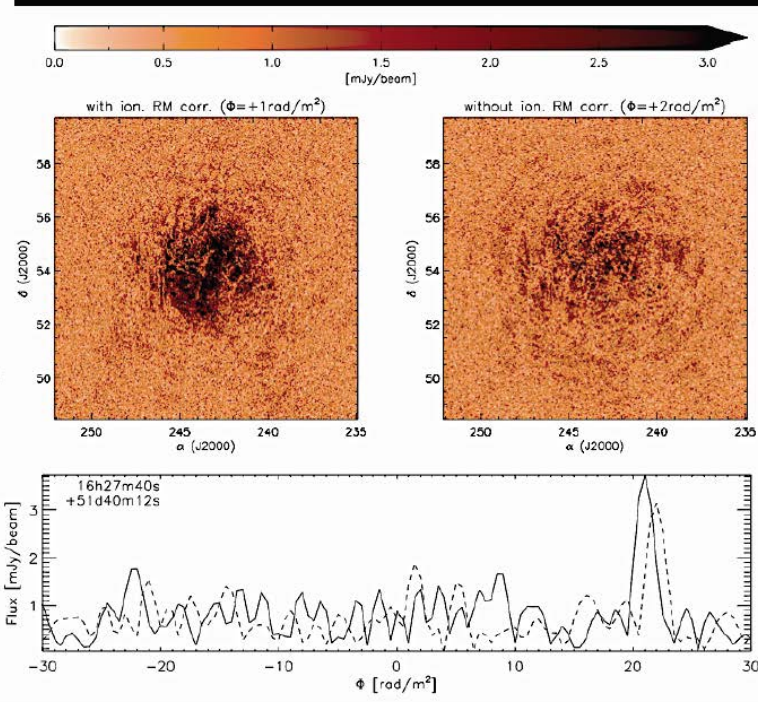 0.0 0.5 1.0 1.5 2.0 2.5 3.0
[mJy/beam]
with ion. RM corr. (Φ=+1rad/m²) without ion. RM corr. (Φ=+2rad/m²)
58 58
56 56
δ (J2000) 54 δ (J2000) 54
52 52
50 50
250 245 240 235 250 245 240 235
α (J2000) α (J2000)
16h27m40s
+51d40m12s
3
Flux [mJy/beam] 2
1
-30 -20 -10 0 10 20 30
Φ [rad/m²]